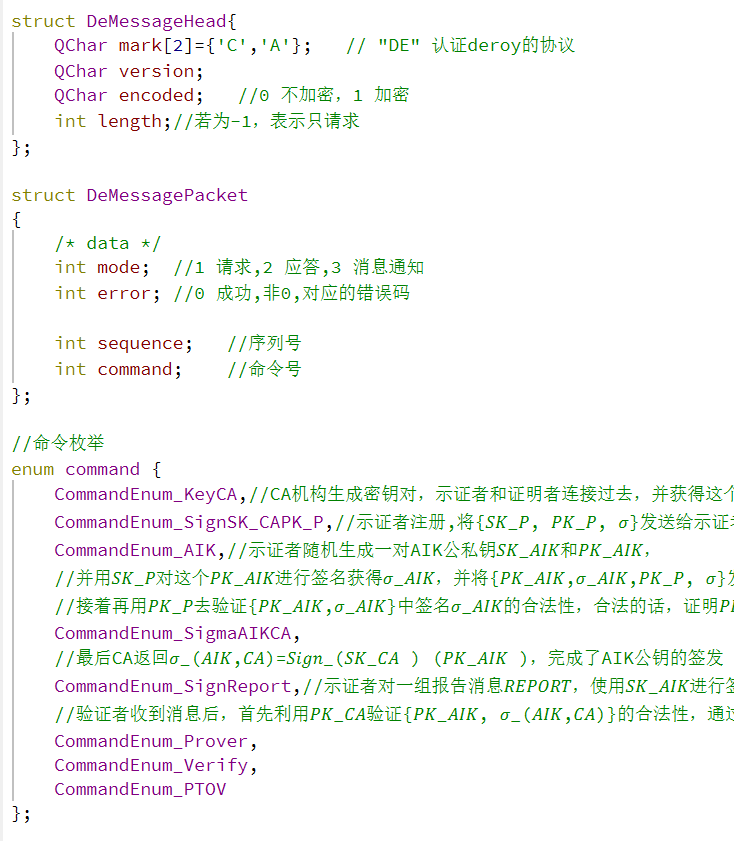 struct DeMessageHead{
QChar mark[2]={'C','A'}; // "DE" 认证deroy的协议
QChar version;
QChar encoded; //0 不加密，1 加密
int length;//若为-1，表示只请求
};
struct DeMessagePacket
{
/* data */
int mode; //1 请求,2 应答,3 消息通知
int error; //0 成功,非0,对应的错误码
int sequence; //序列号
int command; //命令号
};
//命令枚举
enum command {
CommandEnum_KeyCA,//CA机构生成密钥对，示证者和证明者连接过去，并获得这个
CommandEnum_SignSK_CAPK_P,//示证者注册,将{𝑆𝐾_𝑃, 𝑃𝐾_𝑃, 𝜎}发送给示证者
CommandEnum_AIK,//示证者随机生成一对AIK公私钥𝑆𝐾_𝐴𝐼𝐾和𝑃𝐾_𝐴𝐼𝐾，
//并用𝑆𝐾_𝑃对这个𝑃𝐾_𝐴𝐼𝐾进行签名获得𝜎_𝐴𝐼𝐾，并将{𝑃𝐾_𝐴𝐼𝐾,𝜎_𝐴𝐼𝐾,𝑃𝐾_𝑃, 𝜎}发
//接着再用𝑃𝐾_𝑃去验证{𝑃𝐾_𝐴𝐼𝐾,𝜎_𝐴𝐼𝐾}中签名𝜎_𝐴𝐼𝐾的合法性，合法的话，证明𝑃𝐾
CommandEnum_SigmaAIKCA,
//最后CA返回𝜎_(𝐴𝐼𝐾,𝐶𝐴)=𝑆𝑖𝑔𝑛_(𝑆𝐾_𝐶𝐴 ) (𝑃𝐾_𝐴𝐼𝐾 )，完成了AIK公钥的签发
CommandEnum_SignReport,//示证者对一组报告消息𝑅𝐸𝑃𝑂𝑅𝑇，使用𝑆𝐾_𝐴𝐼𝐾进行签
//验证者收到消息后，首先利用𝑃𝐾_𝐶𝐴验证{𝑃𝐾_𝐴𝐼𝐾, 𝜎_(𝐴𝐼𝐾,𝐶𝐴)}的合法性，通过
CommandEnum_Prover,
CommandEnum_Verify,
CommandEnum_PTOV
};